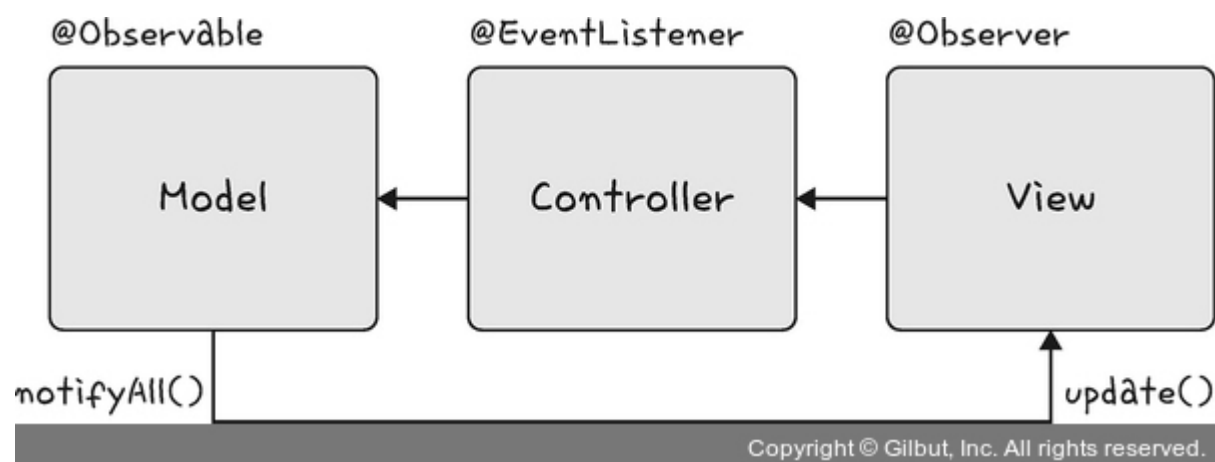 @Observable @EventListener @Observer
Model Controller View
notifyAll() update()
Copyright © Gilbut, Inc. All rights reserved.